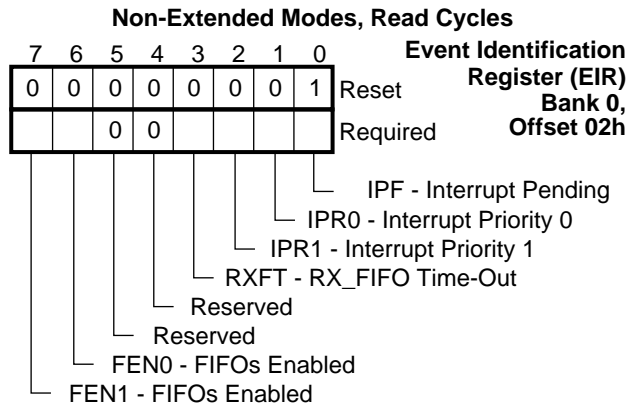 Non-Extended Modes, Read Cycles
7 6 5 4 3 2 1 0
Event Identification
Register (EIR)
Bank 0,
Offset 02h
0 0 0 0 0 0 0 1 Reset
0 0 Required
IPF - Interrupt Pending
IPR0 - Interrupt Priority 0
IPR1 - Interrupt Priority 1
RXFT - RX_FIFO Time-Out
Reserved
Reserved
FEN0 - FIFOs Enabled
FEN1 - FIFOs Enabled